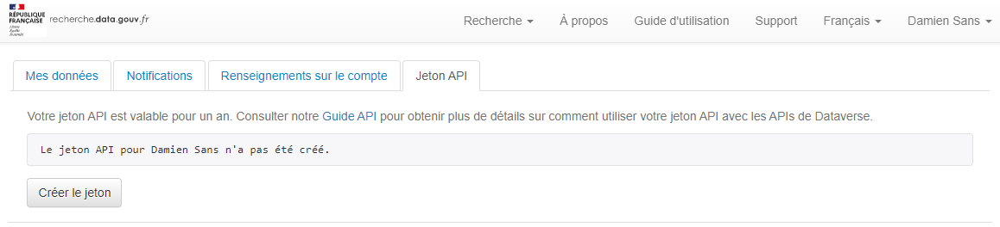 RÉPUBLIQUE
FRANÇAISE
Liberté
Égalité
Fraternité
recherche.data.gouv.fr
Recherche
À propos
Guide d'utilisation
Support
Français
Damien Sans
Mes données
Notifications
Renseignements sur le compte
Jeton API
Votre jeton API est valable pour un an. Consulter notre Guide API pour obtenir plus de détails sur comment utiliser votre jeton API avec les APIs de Dataverse.
Le jeton API pour Damien Sans n'a pas été créé.
Créer le jeton